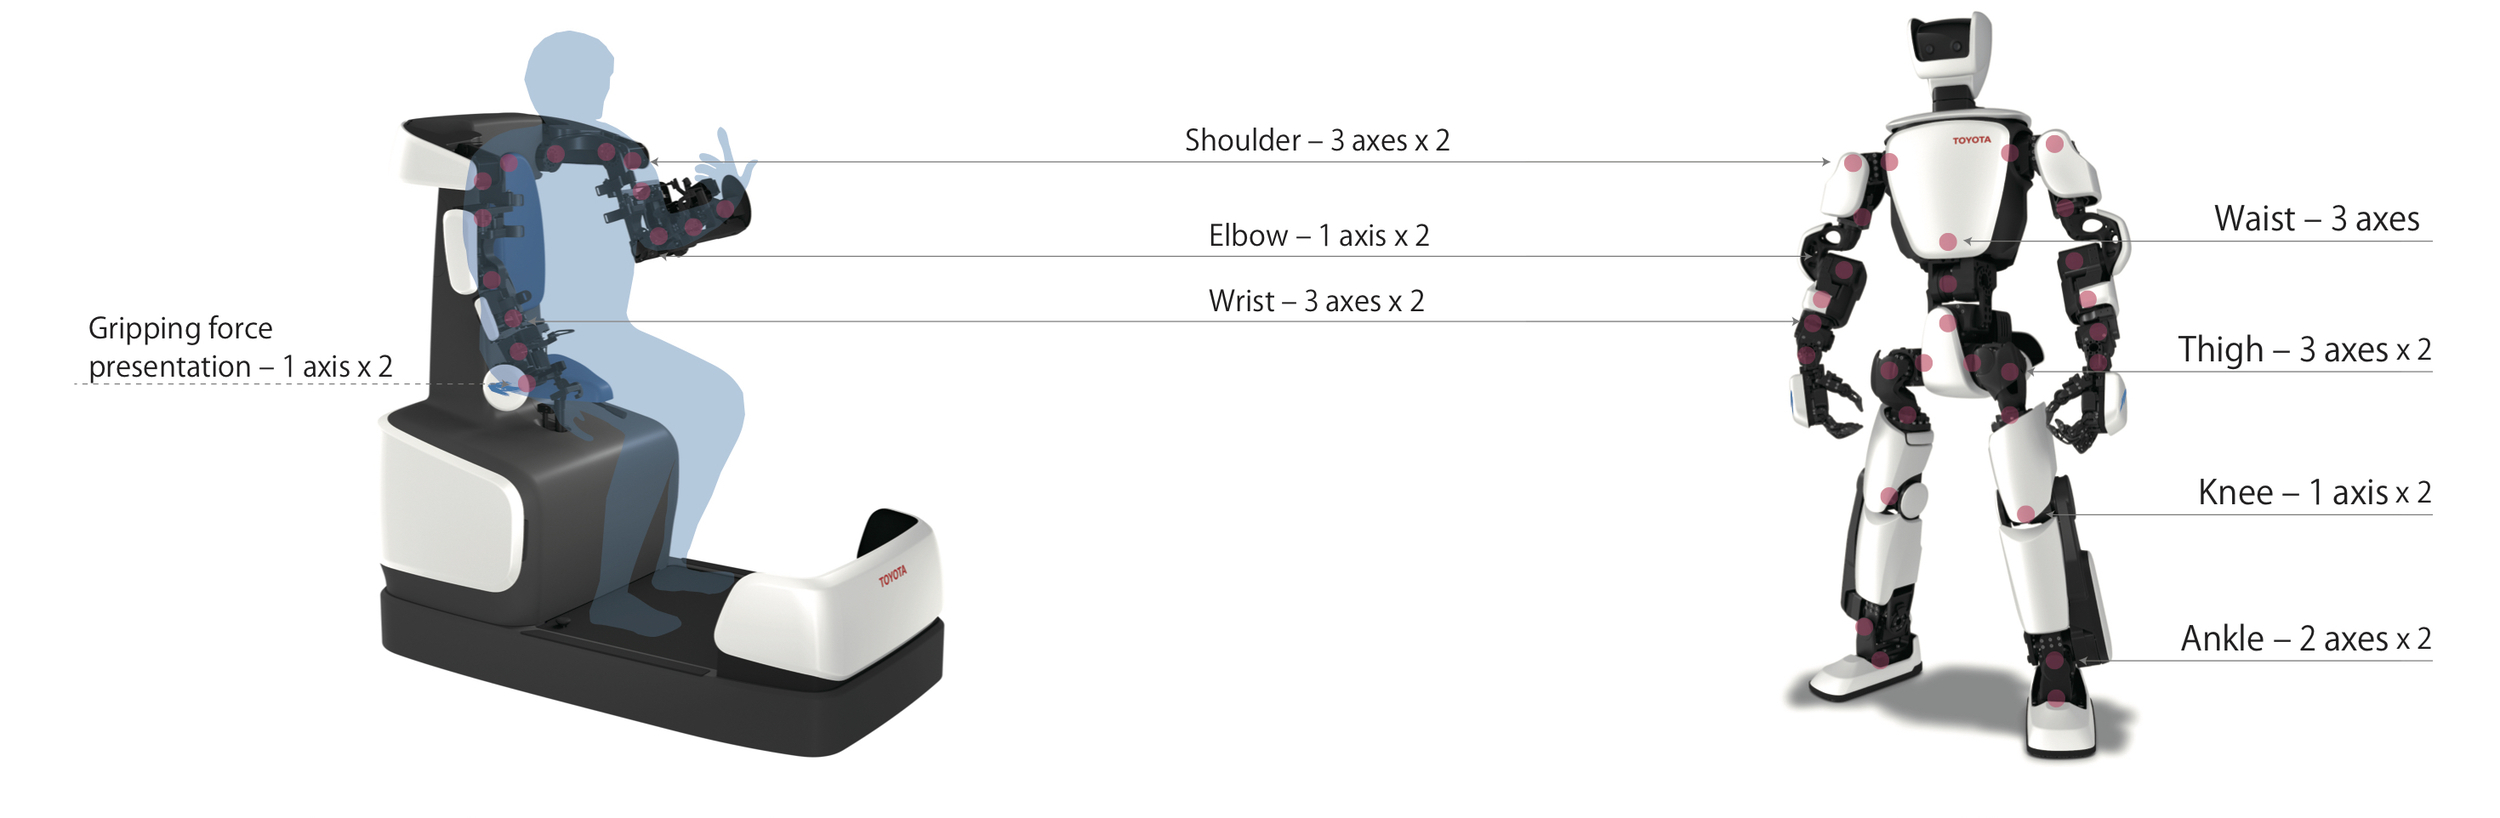 Shoulder – 3 axes x 2
TOYOTA
Waist – 3 axes
Elbow – 1 axis x 2
Wrist – 3 axes x 2
Gripping force
presentation – 1 axis x 2
Thigh – 3 axes x 2
Knee – 1 axis x 2
TOYOTA
Ankle – 2 axes x 2